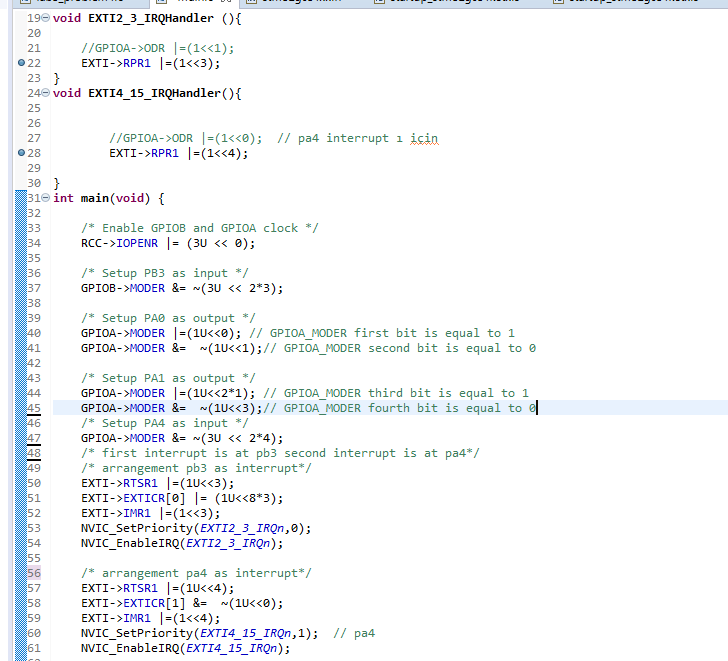 19 void EXTI2_3_IRQHandler (){
20
21 //GPIOA->ODR |=(1<<1);
22 EXTI->RPR1 |=(1<<3);
23 }
24 void EXTI4_15_IRQHandler(){
25
26
27 //GPIOA->ODR |=(1<<0);  // pa4 interrupt ı için
28 EXTI->RPR1 |=(1<<4);
29
30 }
31 int main(void) {
32
33 /* Enable GPIOB and GPIOA clock */
34 RCC->IOPENR |= (3U << 0);
35
36 /* Setup PB3 as input */
37 GPIOB->MODER &= ~(3U << 2*3);
38
39 /* Setup PA0 as output */
40 GPIOA->MODER |=(1U<<0); // GPIOA_MODER first bit is equal to 1
41 GPIOA->MODER &=  ~(1U<<1);// GPIOA_MODER second bit is equal to 0
42
43 /* Setup PA1 as output */
44 GPIOA->MODER |=(1U<<2*1); // GPIOA_MODER third bit is equal to 1
45 GPIOA->MODER &=  ~(1U<<3);// GPIOA_MODER fourth bit is equal to 0
46 /* Setup PA4 as input */
47 GPIOA->MODER &= ~(3U << 2*4);
48 /* first interrupt is at pb3 second interrupt is at pa4*/
49 /* arrangement pb3 as interrupt*/
50 EXTI->RTSR1 |=(1U<<3);
51 EXTI->EXTICR[0] |= (1U<<8*3);
52 EXTI->IMR1 |=(1<<3);
53 NVIC_SetPriority(EXTI2_3_IRQn,0);
54 NVIC_EnableIRQ(EXTI2_3_IRQn);
55
56 /* arrangement pa4 as interrupt*/
57 EXTI->RTSR1 |=(1U<<4);
58 EXTI->EXTICR[1] &=  ~(1U<<0);
59 EXTI->IMR1 |=(1<<4);
60 NVIC_SetPriority(EXTI4_15_IRQn,1);  // pa4
61 NVIC_EnableIRQ(EXTI4_15_IRQn);